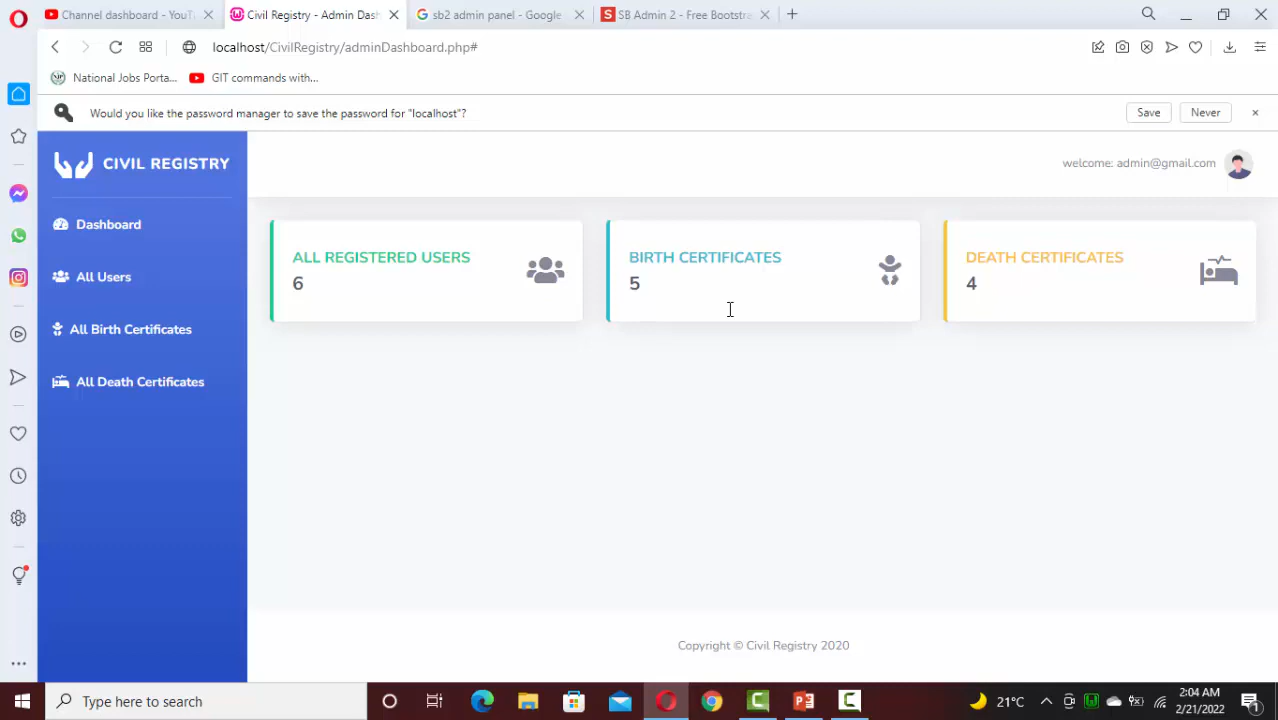 Channel dashboard - YouT
Civil Registry - Admin Dash
sb2 admin panel - Google
SB Admin 2 - Free Bootstra
localhost/CivilRegistry/adminDashboard.php#
National Jobs Porta...
GIT commands with...
Would you like the password manager to save the password for "localhost"?
Save
Never
CIVIL REGISTRY
welcome: admin@gmail.com
Dashboard
All Users
All Birth Certificates
All Death Certificates
ALL REGISTERED USERS
6
BIRTH CERTIFICATES
5
DEATH CERTIFICATES
4
Copyright © Civil Registry 2020
Type here to search
21°C
2:04 AM
2/21/2022